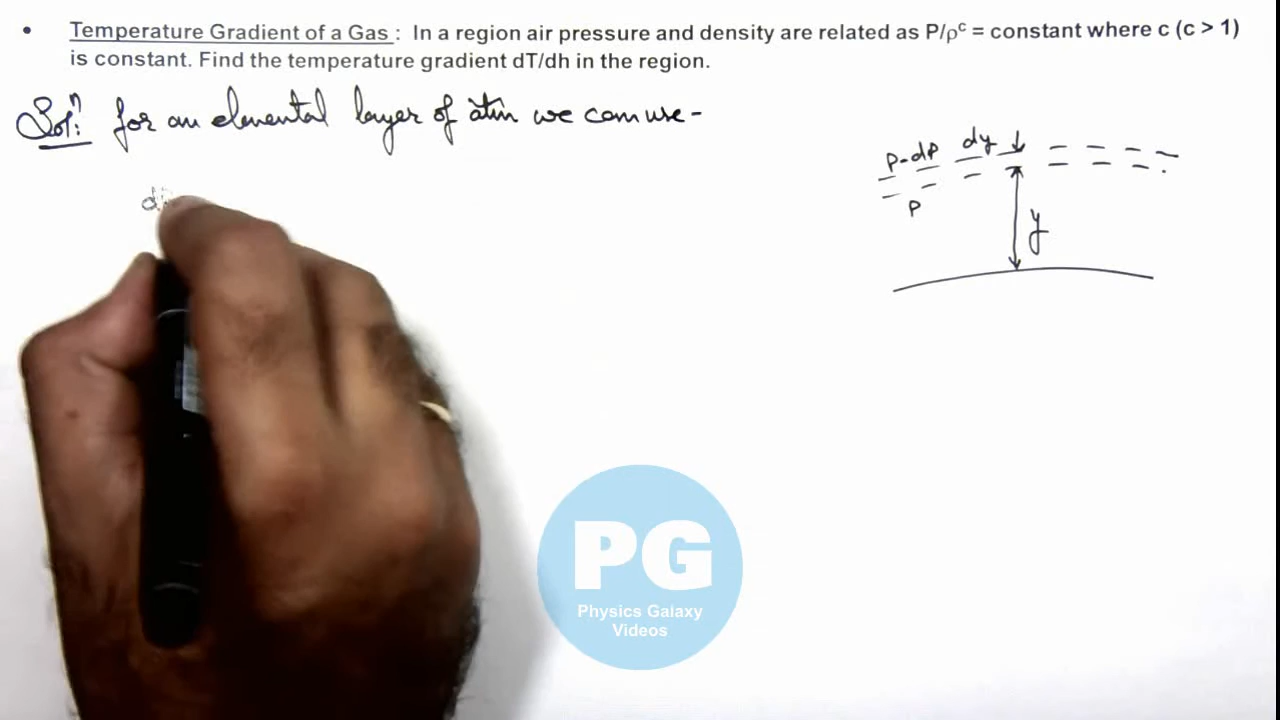 • Temperature Gradient of a Gas : In a region air pressure and density are related as P/ρᶜ = constant where c (c > 1)
is constant. Find the temperature gradient dT/dh in the region.
Solⁿ: for an elemental layer of atm we can use -
P-dP dy
P
y
PG
Physics Galaxy
Videos